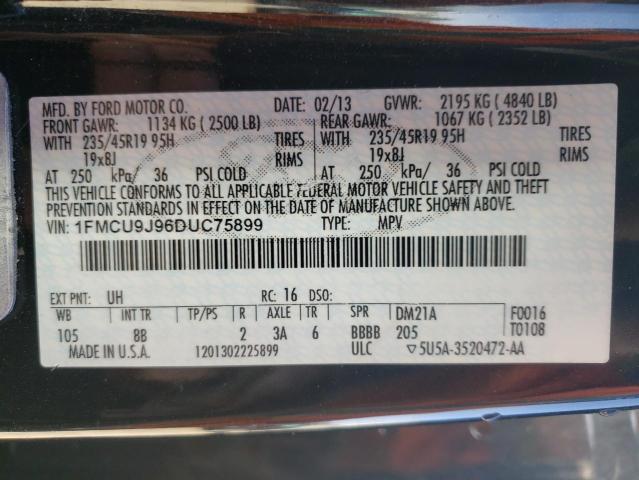 MFD. BY FORD MOTOR CO. DATE: 02/13 GVWR: 2195 KG ( 4840 LB)
FRONT GAWR: 1134 KG ( 2500 LB) REAR GAWR: 1067 KG ( 2352 LB)
WITH 235/45R19 95H TIRES WITH 235/45R19 95H TIRES
19x8J RIMS 19x8J RIMS
AT 250 kPa/ 36 PSI COLD AT 250 kPa/ 36 PSI COLD
THIS VEHICLE CONFORMS TO ALL APPLICABLE FEDERAL MOTOR VEHICLE SAFETY AND THEFT
PREVENTION STANDARDS IN EFFECT ON THE DATE OF MANUFACTURE SHOWN ABOVE.
VIN: 1FMCU9J96DUC75899 TYPE: MPV
EXT PNT: UH RC: 16 DSO:
WB INT TR TP/PS R AXLE TR SPR DM21A F0016
105 8B 2 3A 6 BBBB 205 T0108
MADE IN U.S.A. 1201302225899 ULC ▽5U5A-3520472-AA